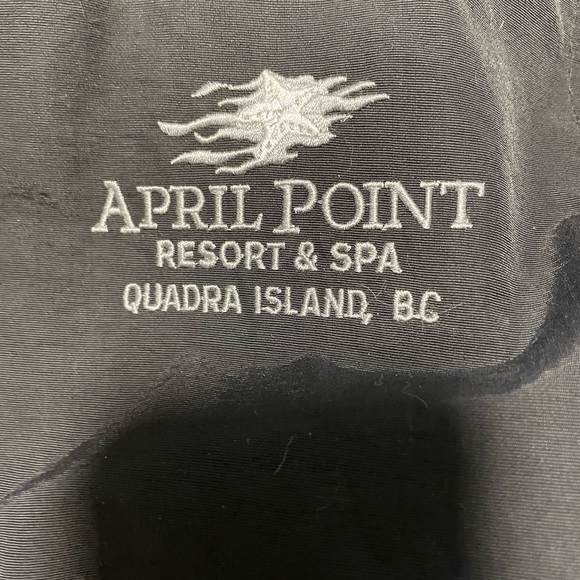 APRIL POINT
RESORT & SPA
QUADRA ISLAND, B.C